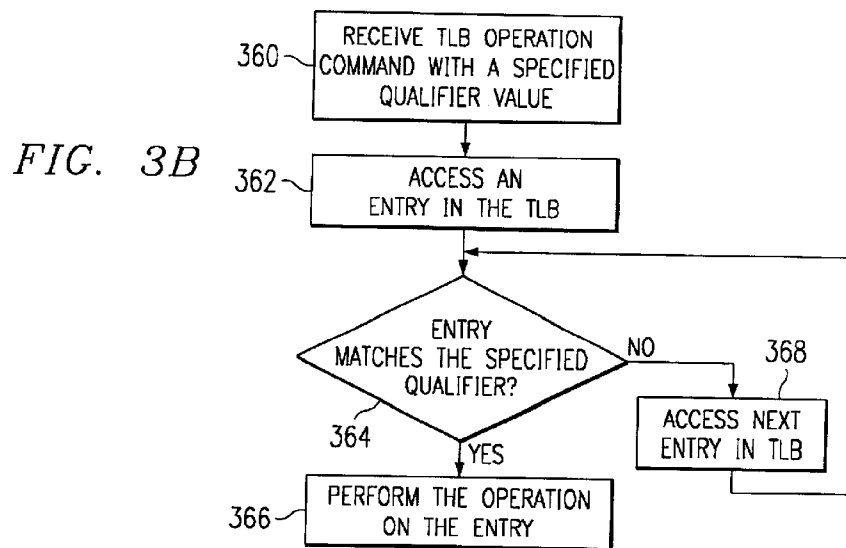 360
RECEIVE TLB OPERATION
COMMAND WITH A SPECIFIED
QUALIFIER VALUE
FIG. 3B
362
ACCESS AN
ENTRY IN THE TLB
ENTRY
MATCHES THE SPECIFIED
QUALIFIER?
NO
368
364
ACCESS NEXT
ENTRY IN TLB
YES
366
PERFORM THE OPERATION
ON THE ENTRY